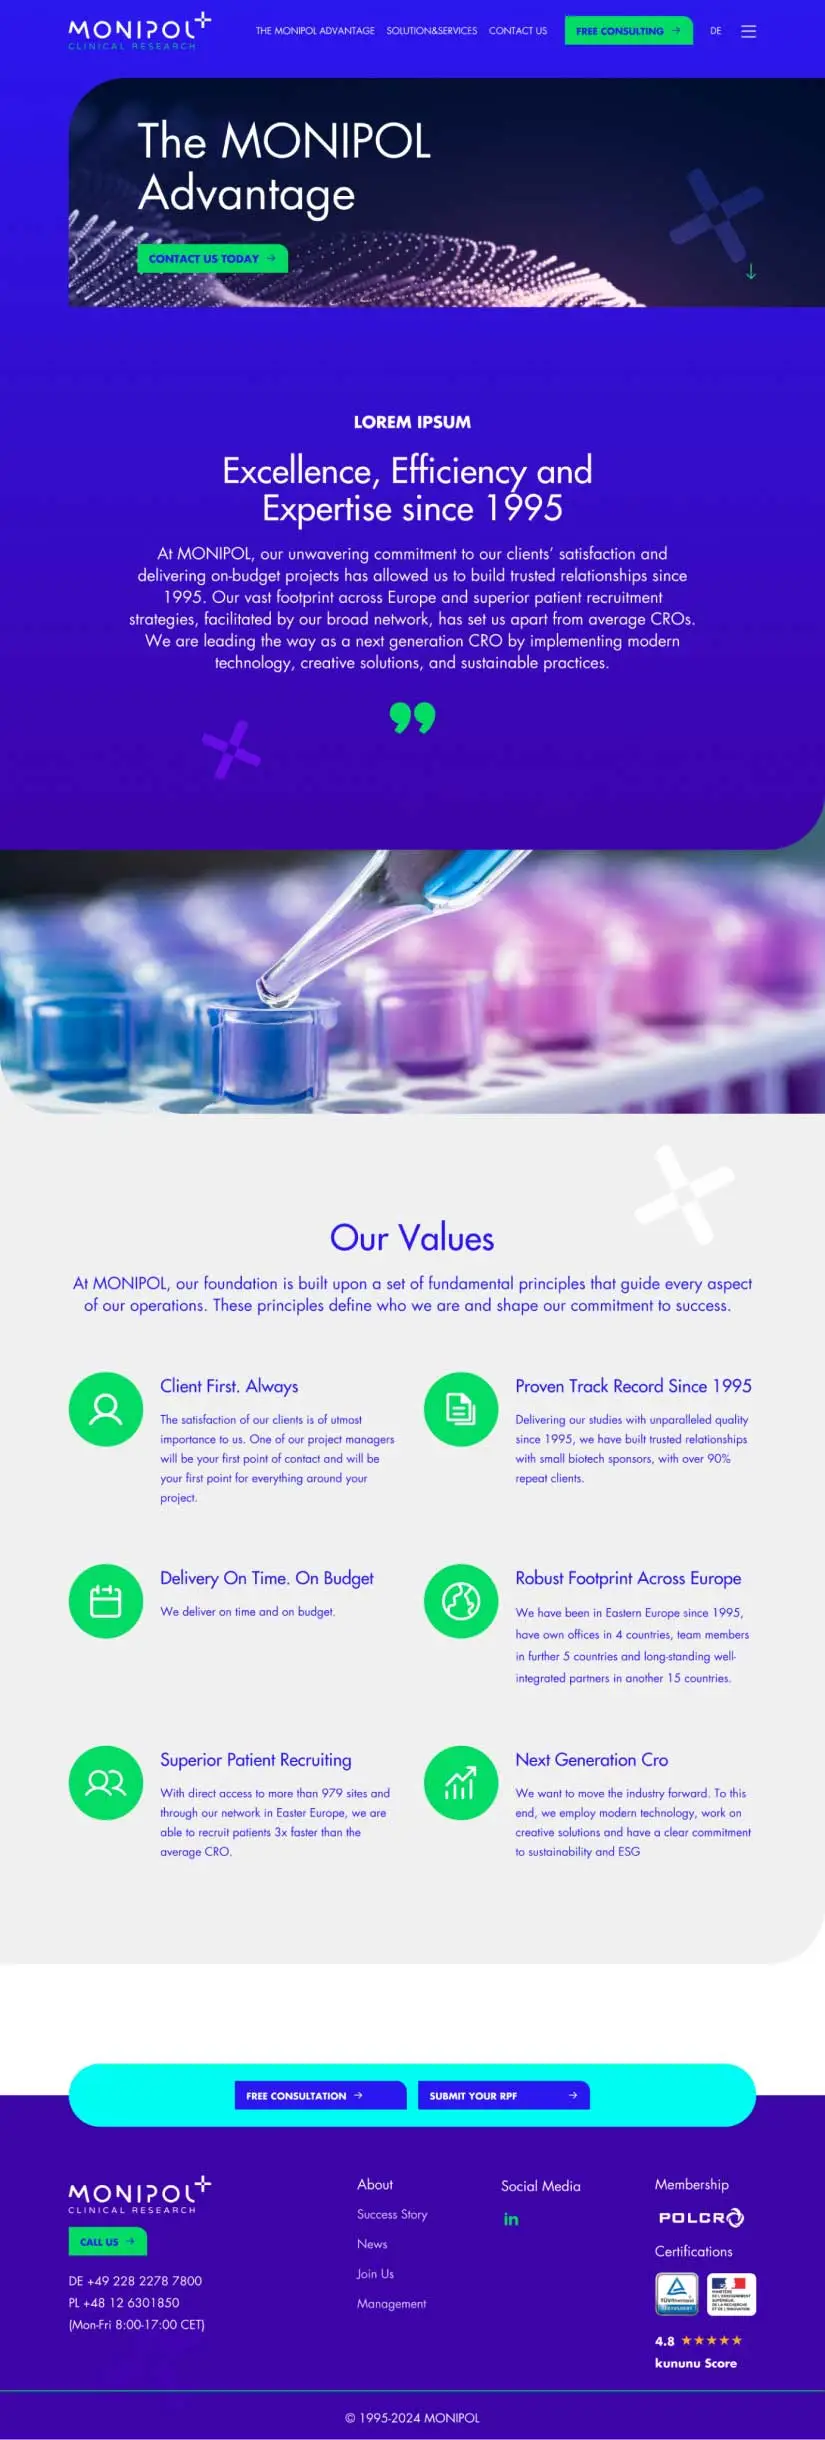 MONIPOL
CLINICAL RESEARCH
THE MONIPOL ADVANTAGE
SOLUTION&SERVICES
CONTACT US
FREE CONSULTING →
DE
The MONIPOL
Advantage
CONTACT US TODAY →
LOREM IPSUM
Excellence, Efficiency and
Expertise since 1995
At MONIPOL, our unwavering commitment to our clients’ satisfaction and
delivering on-budget projects has allowed us to build trusted relationships since
1995. Our vast footprint across Europe and superior patient recruitment
strategies, facilitated by our broad network, has set us apart from average CROs.
We are leading the way as a next generation CRO by implementing modern
technology, creative solutions, and sustainable practices.
”
Our Values
At MONIPOL, our foundation is built upon a set of fundamental principles that guide every aspect
of our operations. These principles define who we are and shape our commitment to success.
Client First. Always
The satisfaction of our clients is of utmost
importance to us. One of our project managers
will be your first point of contact and will be
your first point for everything around your
project.
Proven Track Record Since 1995
Delivering our studies with unparalleled quality
since 1995, we have built trusted relationships
with small biotech sponsors, with over 90%
repeat clients.
Delivery On Time. On Budget
We deliver on time and on budget.
Robust Footprint Across Europe
We have been in Eastern Europe since 1995,
have own offices in 4 countries, team members
in further 5 countries and long-standing well-
integrated partners in another 15 countries.
Superior Patient Recruiting
With direct access to more than 979 sites and
through our network in Easter Europe, we are
able to recruit patients 3x faster than the
average CRO.
Next Generation Cro
We want to move the industry forward. To this
end, we employ modern technology, work on
creative solutions and have a clear commitment
to sustainability and ESG
FREE CONSULTATION →
SUBMIT YOUR RPF →
MONIPOL
CLINICAL RESEARCH
CALL US →
DE +49 228 2278 7800
PL +48 12 6301850
(Mon-Fri 8:00-17:00 CET)
About
Success Story
News
Join Us
Management
Social Media
in
Membership
POLCRO
Certifications
TÜVRheinland
MINISTÈRE
DE L'ENSEIGNEMENT
SUPÉRIEUR,
DE LA RECHERCHE
ET DE L'INNOVATION
4.8 ★★★★★
kununu Score
© 1995-2024 MONIPOL